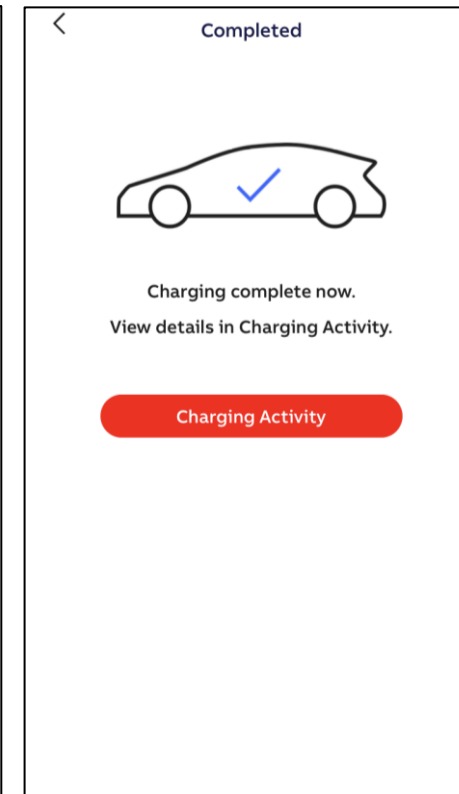 Completed
Charging complete now.
View details in Charging Activity.
Charging Activity